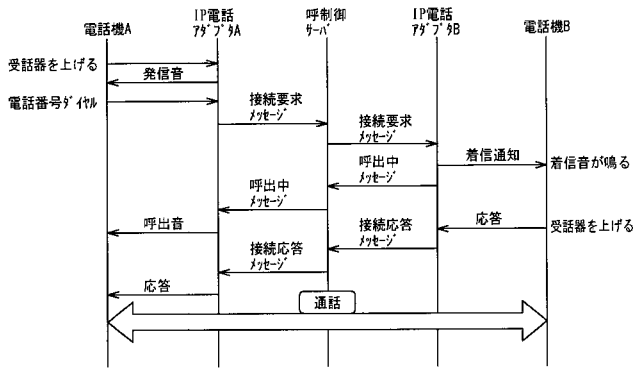 電話機A
IP電話
ｱﾀﾞﾌﾟﾀA
呼制御
ｻｰﾊﾞ
IP電話
ｱﾀﾞﾌﾟﾀB
電話機B
受話器を上げる
発信音
電話番号ﾀﾞｲﾔﾙ
接続要求
ﾒｯｾｰｼﾞ
接続要求
ﾒｯｾｰｼﾞ
着信通知
着信音が鳴る
呼出中
ﾒｯｾｰｼﾞ
呼出中
ﾒｯｾｰｼﾞ
呼出音
応答
受話器を上げる
接続応答
ﾒｯｾｰｼﾞ
接続応答
ﾒｯｾｰｼﾞ
応答
通話